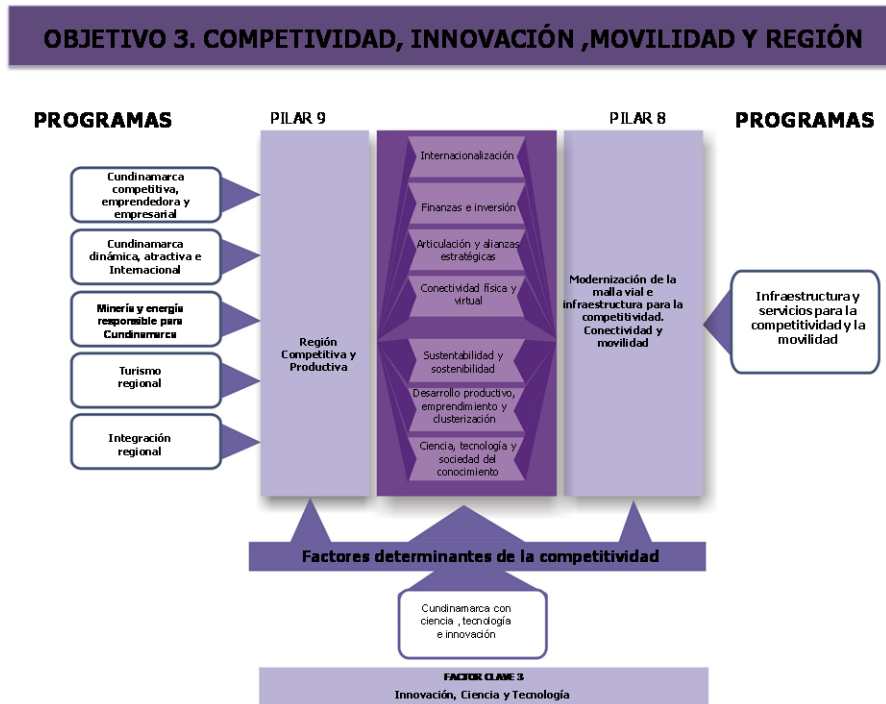 OBJETIVO 3. COMPETIVIDAD, INNOVACIÓN ,MOVILIDAD Y REGIÓN
PROGRAMAS
PILAR 9
PILAR 8
PROGRAMAS
Cundinamarca
competitiva,
emprendedora y
empresarial
Cundinamarca
dinámica, atractiva e
Internacional
Minería y energía
responsible para
Cundinamarca
Turismo
regional
Integración
regional
Región
Competitiva y
Productiva
Internacionalización
Finanzas e inversión
Articulación y alianzas
estratégicas
Conectividad física y
virtual
Sustentabilidad y
sostenibilidad
Desarrollo productivo,
emprendimiento y
clusterización
Ciencia, tecnología y
sociedad del
conocimiento
Modernización de la
malla vial e
infraestructura para la
competitividad.
Conectividad y
movilidad
Infraestructura y
servicios para la
competitividad y la
movilidad
Factores determinantes de la competitividad
Cundinamarca con
ciencia , tecnología
e innovación
FACTOR CLAVE 3
Innovación, Ciencia y Tecnología